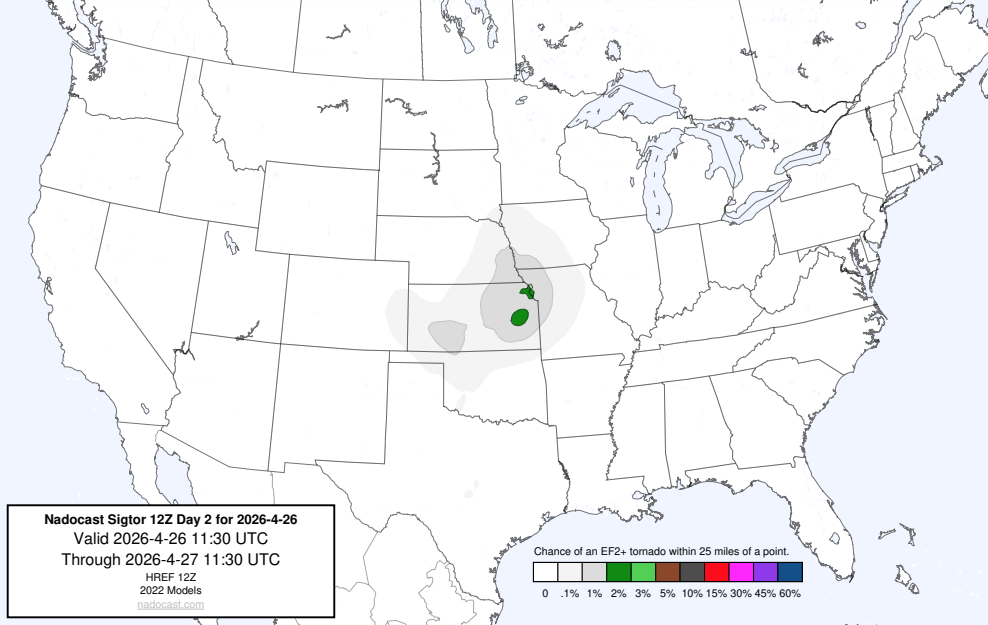 Nadocast Sigtor 12Z Day 2 for 2026-4-26
Valid 2026-4-26 11:30 UTC
Through 2026-4-27 11:30 UTC
HREF 12Z
2022 Models
nadocast.com
Chance of an EF2+ tornado within 25 miles of a point.
0 .1% 1% 2% 3% 5% 10% 15% 30% 45% 60%